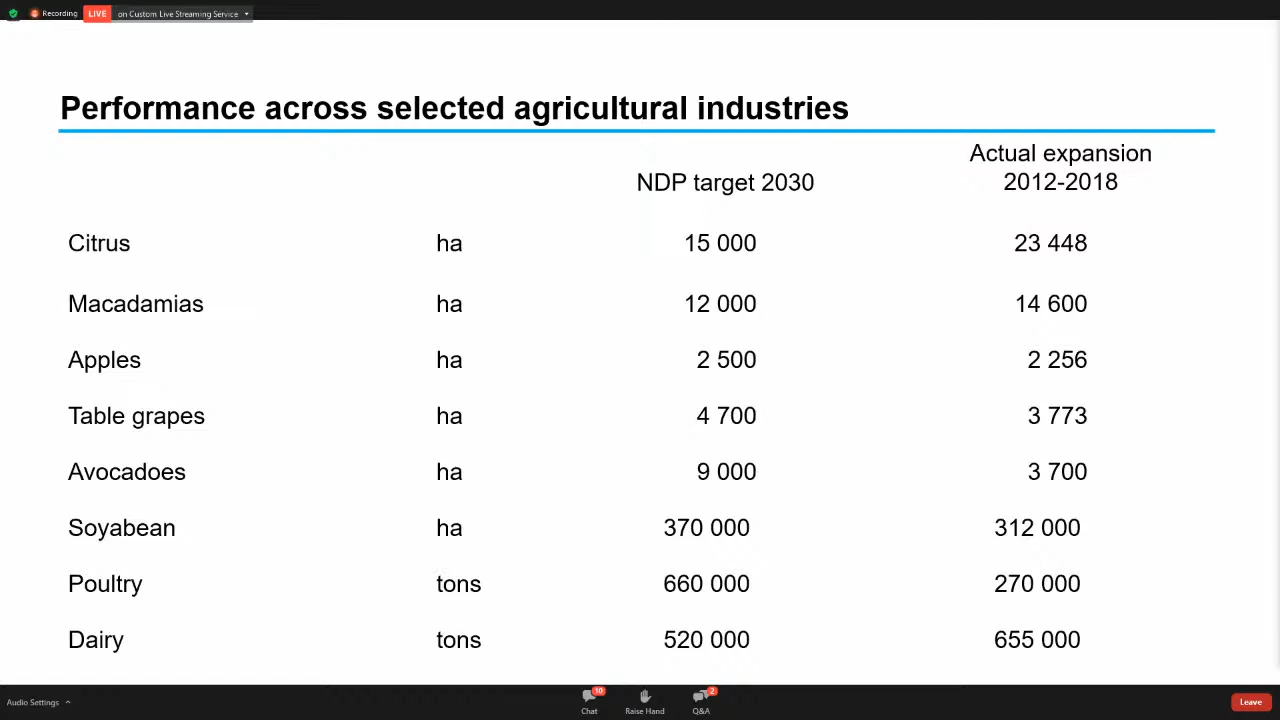 Recording LIVE on Custom Live Streaming Service
Performance across selected agricultural industries
NDP target 2030
Actual expansion
2012-2018
Citrus ha 15 000 23 448
Macadamias ha 12 000 14 600
Apples ha 2 500 2 256
Table grapes ha 4 700 3 773
Avocadoes ha 9 000 3 700
Soyabean ha 370 000 312 000
Poultry tons 660 000 270 000
Dairy tons 520 000 655 000
10 2
Audio Settings Chat Raise Hand Q&A Leave